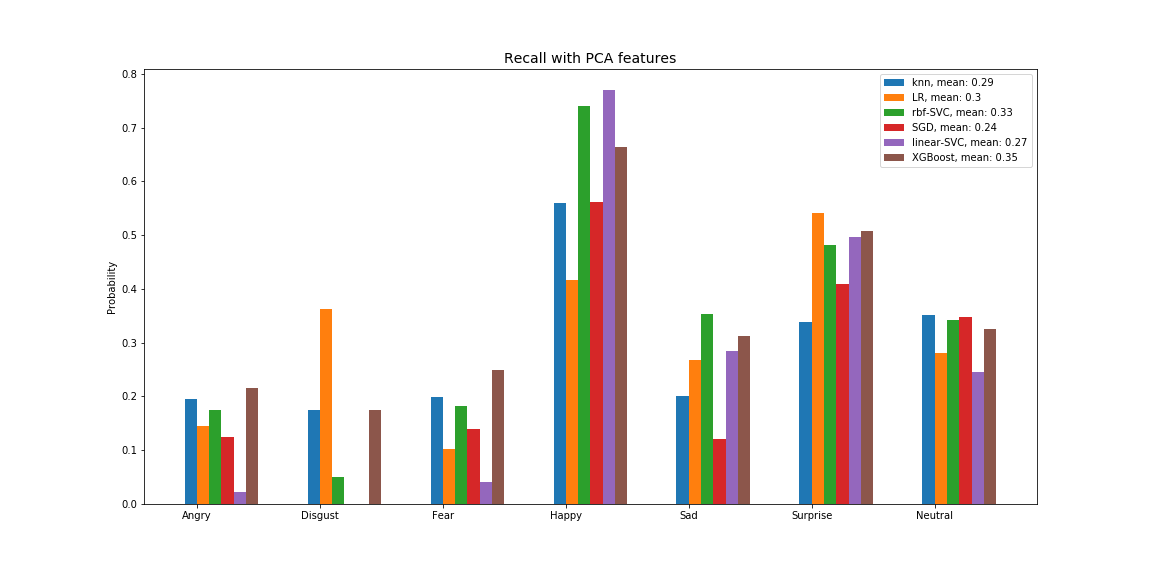 Recall with PCA features
knn, mean: 0.29
LR, mean: 0.3
rbf-SVC, mean: 0.33
SGD, mean: 0.24
linear-SVC, mean: 0.27
XGBoost, mean: 0.35
Probability
0.8
0.7
0.6
0.5
0.4
0.3
0.2
0.1
0.0
Angry Disgust Fear Happy Sad Surprise Neutral